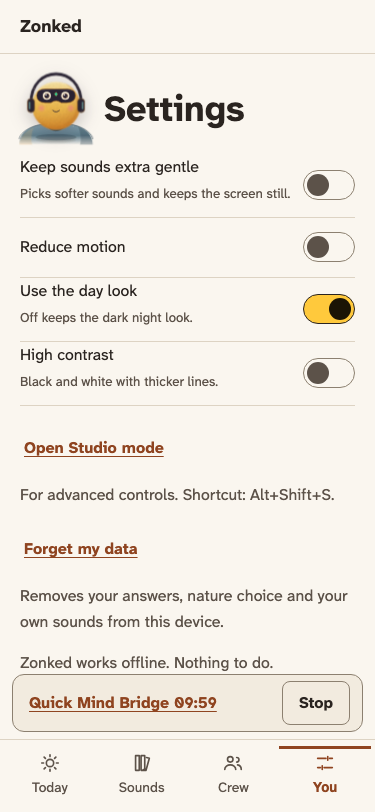 Zonked
Settings
Keep sounds extra gentle
Picks softer sounds and keeps the screen still.
Reduce motion
Use the day look
Off keeps the dark night look.
High contrast
Black and white with thicker lines.
Open Studio mode
For advanced controls. Shortcut: Alt+Shift+S.
Forget my data
Removes your answers, nature choice and your
own sounds from this device.
Zonked works offline. Nothing to do.
Quick Mind Bridge 09:59
Stop
Today
Sounds
Crew
You